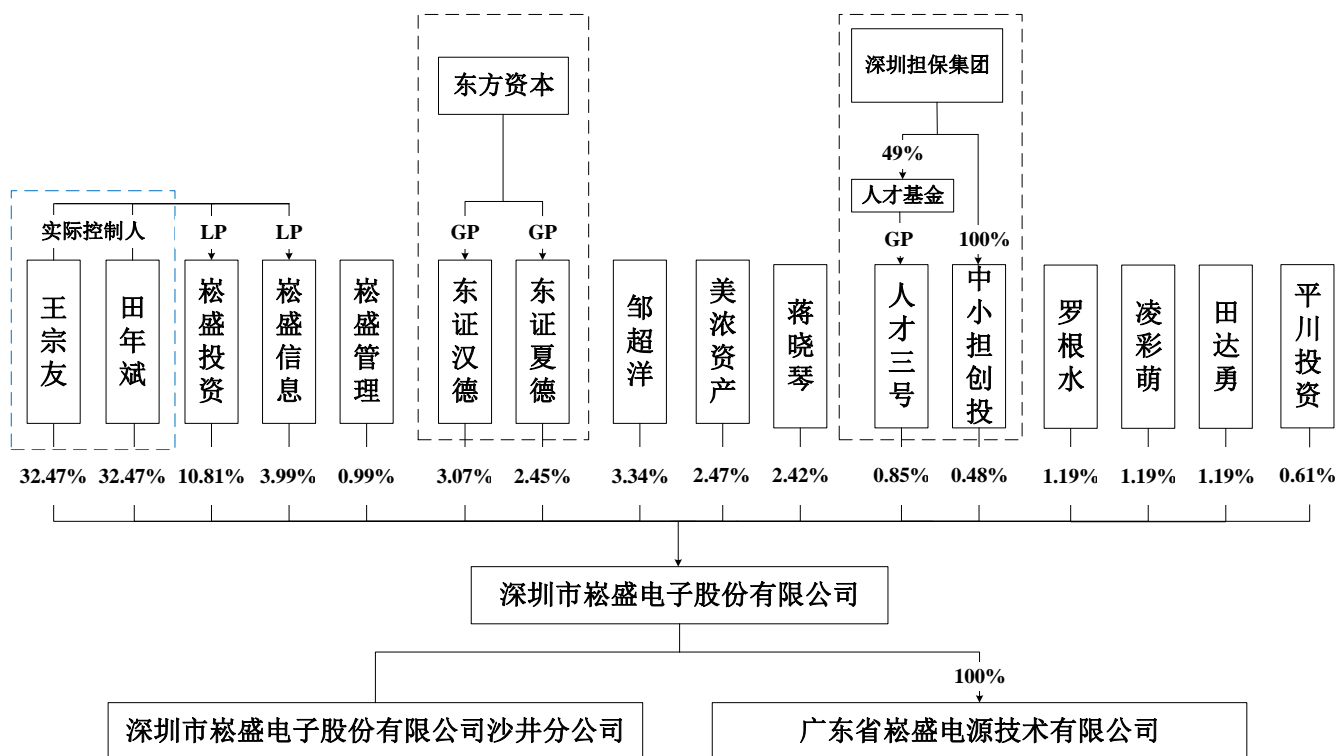 东方资本
深圳担保集团
49%
人才基金
实际控制人
LP
LP
GP
GP
GP
100%
王宗友
田年斌
崧盛投资
崧盛信息
崧盛管理
东证汉德
东证夏德
邹超洋
美浓资产
蒋晓琴
人才三号
中小担创投
罗根水
凌彩萌
田达勇
平川投资
32.47%
32.47%
10.81%
3.99%
0.99%
3.07%
2.45%
3.34%
2.47%
2.42%
0.85%
0.48%
1.19%
1.19%
1.19%
0.61%
深圳市崧盛电子股份有限公司
100%
深圳市崧盛电子股份有限公司沙井分公司
广东省崧盛电源技术有限公司